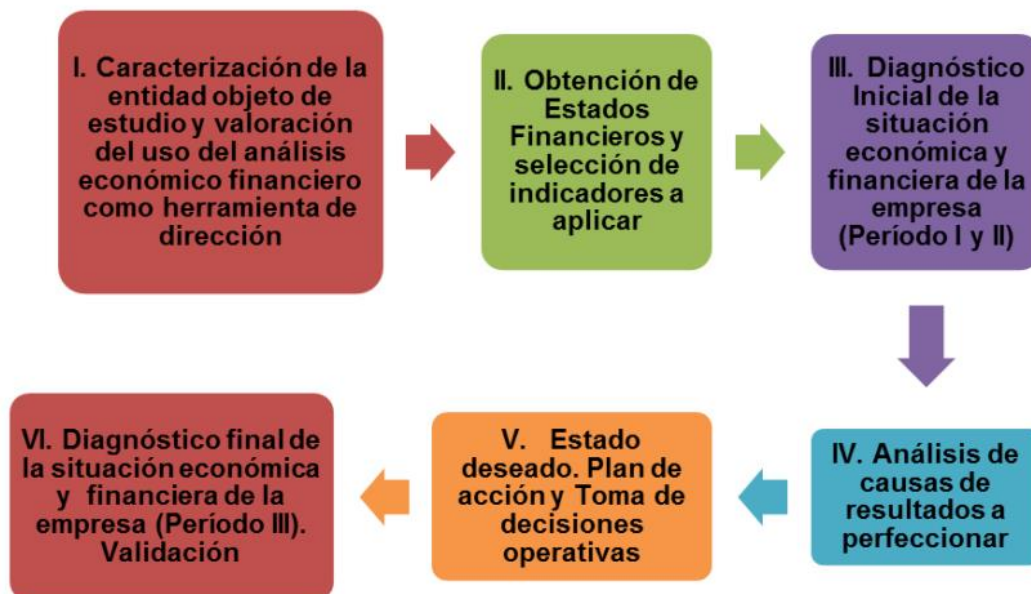 I. Caracterización de la
entidad objeto de
estudio y valoración
del uso del análisis
económico financiero
como herramienta de
dirección
II. Obtención de
Estados
Financieros y
selección de
indicadores a
aplicar
III. Diagnóstico
Inicial de la
situación
económica y
financiera de la
empresa
(Período I y II)
IV. Análisis de
causas de
resultados a
perfeccionar
V. Estado
deseado. Plan de
acción y Toma de
decisiones
operativas
VI. Diagnóstico final de
la situación económica
y financiera de la
empresa (Período III).
Validación